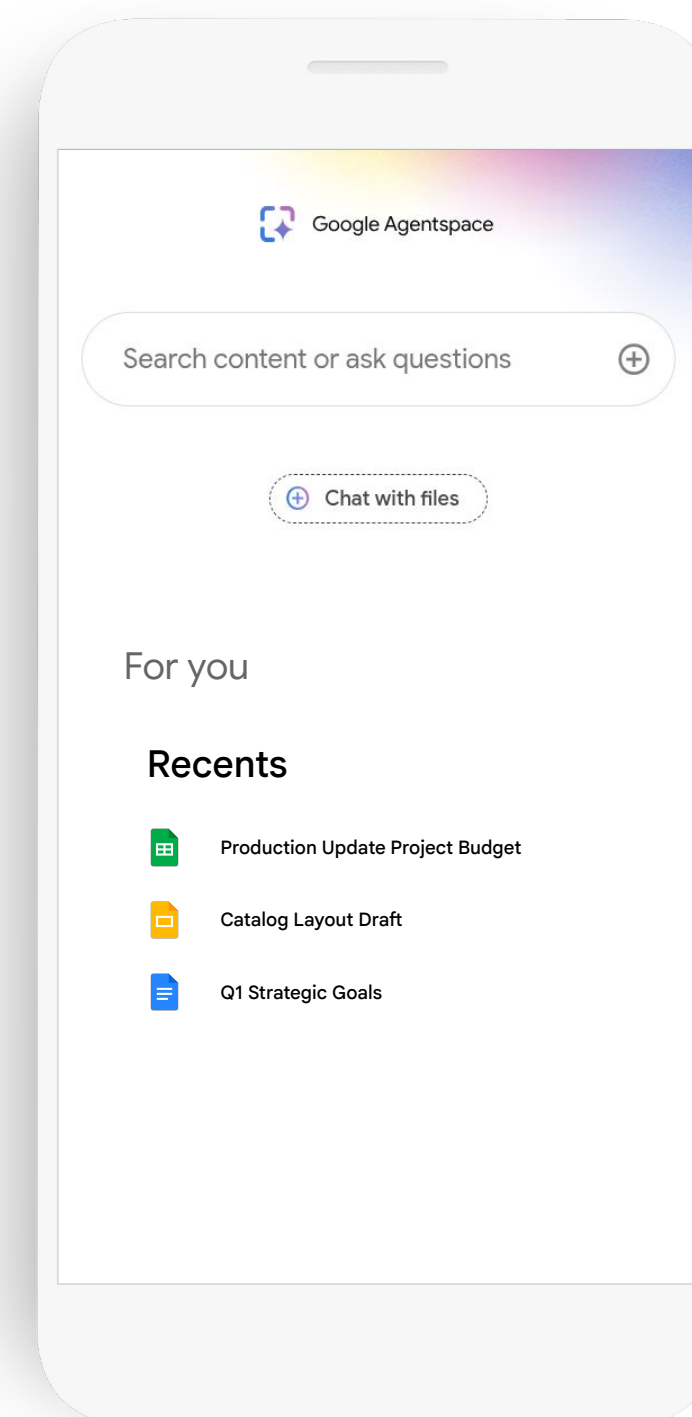 Google Agentspace
Search content or ask questions
Chat with files
For you
Recents
Production Update Project Budget
Catalog Layout Draft
Q1 Strategic Goals